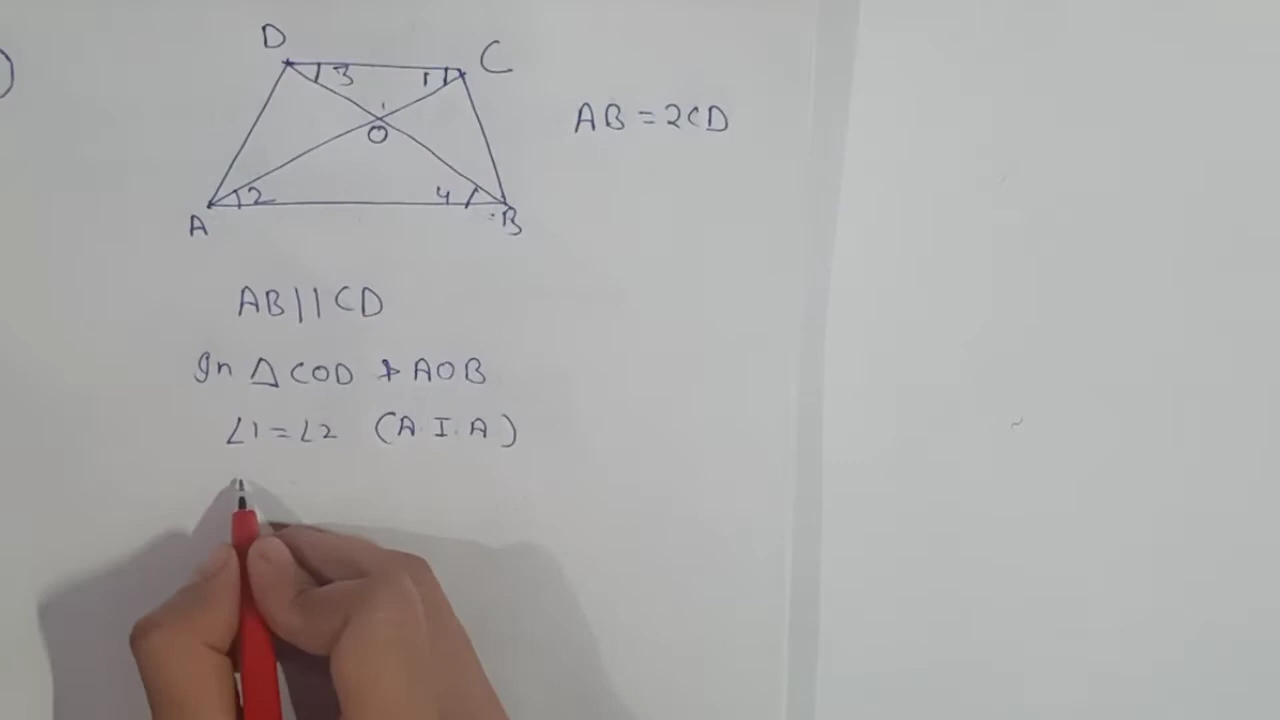 D
C
3
1
AB = 2CD
O
2
4
A
B
AB || CD
In △ COD & AOB
∠1 = ∠2 (A.I.A)